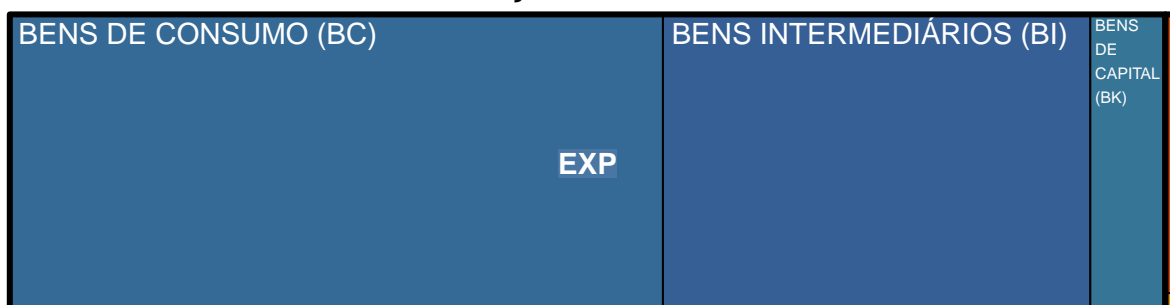 BENS DE CONSUMO (BC)
BENS INTERMEDIÁRIOS (BI)
BENS
DE
CAPITAL
(BK)
EXP